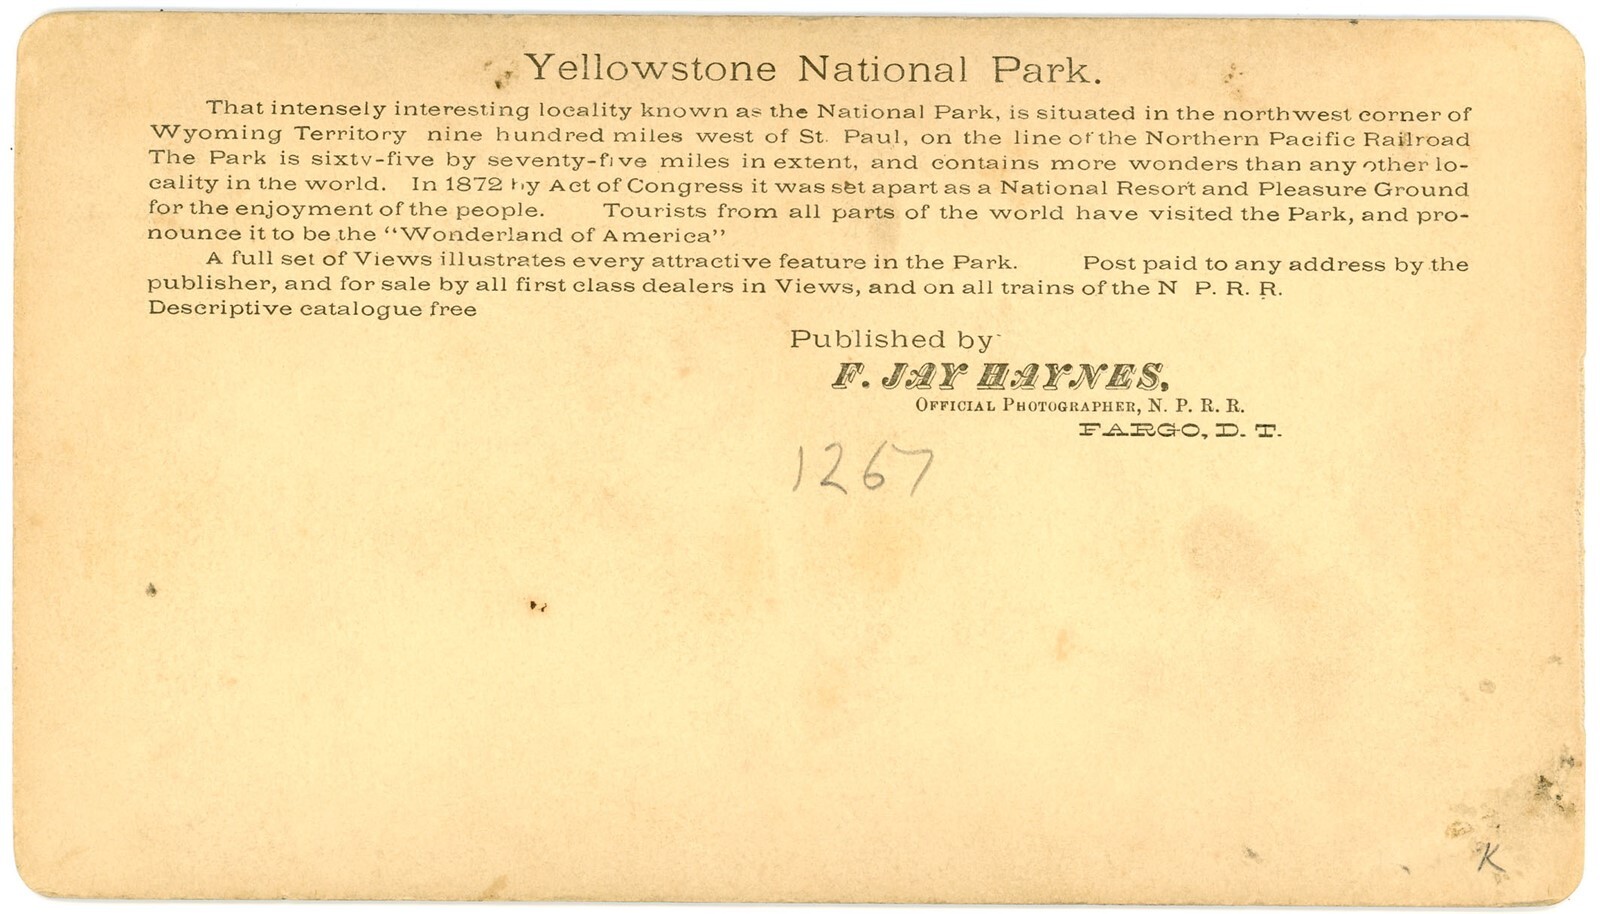 Yellowstone National Park.
That intensely interesting locality known as the National Park, is situated in the northwest corner of
Wyoming Territory nine hundred miles west of St. Paul, on the line of the Northern Pacific Railroad
The Park is sixty-five by seventy-five miles in extent, and contains more wonders than any other lo-
cality in the world. In 1872 by Act of Congress it was set apart as a National Resort and Pleasure Ground
for the enjoyment of the people. Tourists from all parts of the world have visited the Park, and pro-
nounce it to be the “Wonderland of America”
A full set of Views illustrates every attractive feature in the Park. Post paid to any address by the
publisher, and for sale by all first class dealers in Views, and on all trains of the N P. R. R.
Descriptive catalogue free
Published by
F. JAY HAYNES,
OFFICIAL PHOTOGRAPHER, N. P. R. R.
FARGO, D. T.
1267
K